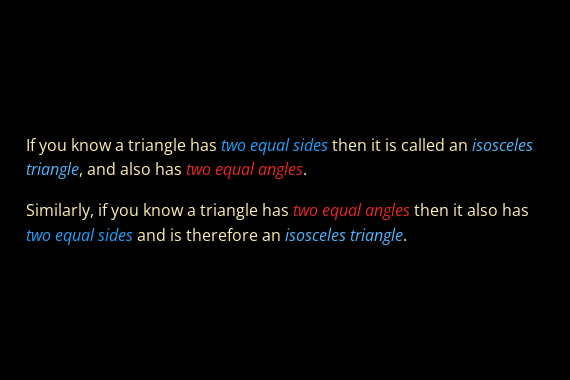 If you know a triangle has two equal sides then it is called an isosceles
triangle, and also has two equal angles.
Similarly, if you know a triangle has two equal angles then it also has
two equal sides and is therefore an isosceles triangle.